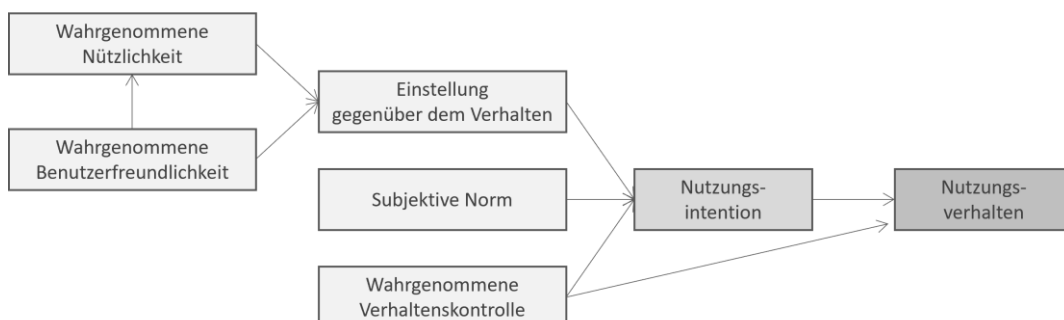 Wahrgenommene
Nützlichkeit
Wahrgenommene
Benutzerfreundlichkeit
Einstellung
gegenüber dem Verhalten
Subjektive Norm
Wahrgenommene
Verhaltenskontrolle
Nutzungs-
intention
Nutzungs-
verhalten